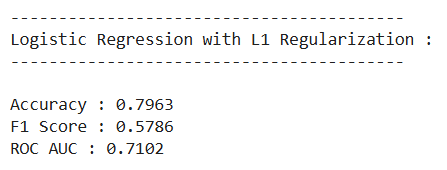 -----------------------------------------
Logistic Regression with L1 Regularization :
-----------------------------------------
Accuracy : 0.7963
F1 Score : 0.5786
ROC AUC : 0.7102